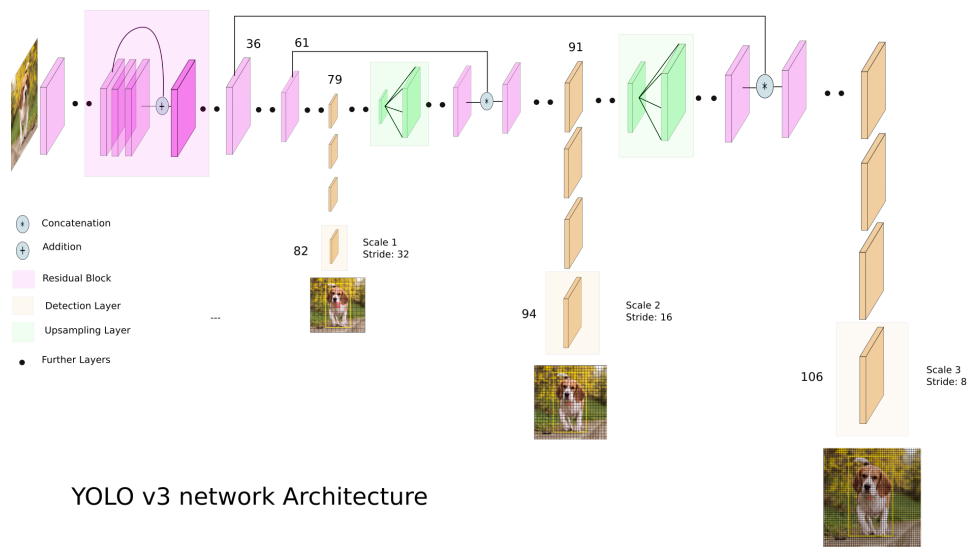 36
61
79
91
Concatenation
Addition
Residual Block
Detection Layer
Upsampling Layer
Further Layers
---
*
+
*
+
*
*
82
Scale 1
Stride: 32
94
Scale 2
Stride: 16
106
Scale 3
Stride: 8
YOLO v3 network Architecture